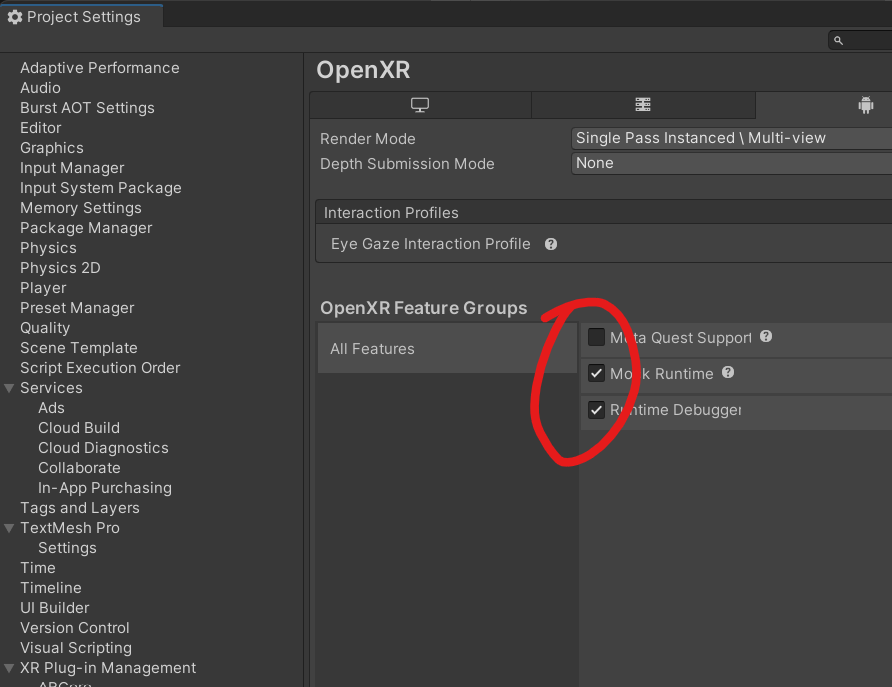 Project Settings
Adaptive Performance
Audio
Burst AOT Settings
Editor
Graphics
Input Manager
Input System Package
Memory Settings
Package Manager
Physics
Physics 2D
Player
Preset Manager
Quality
Scene Template
Script Execution Order
Services
Ads
Cloud Build
Cloud Diagnostics
Collaborate
In-App Purchasing
Tags and Layers
TextMesh Pro
Settings
Time
Timeline
UI Builder
Version Control
Visual Scripting
XR Plug-in Management
ARCore
OpenXR
Render Mode Single Pass Instanced \ Multi-view
Depth Submission Mode None
Interaction Profiles
Eye Gaze Interaction Profile
OpenXR Feature Groups
All Features
Meta Quest Support
Mock Runtime
Runtime Debugger